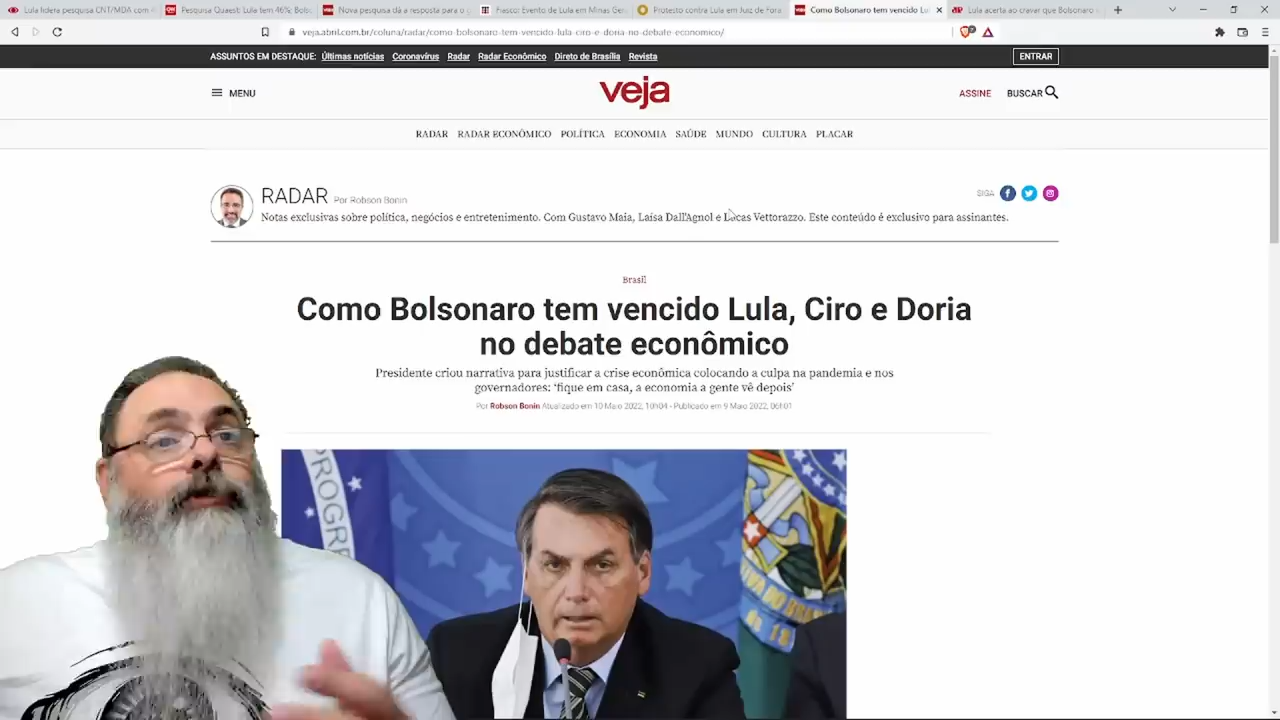 Lula lidera pesquisa CNT/MDA com 4
Pesquisa Quaest: Lula tem 46%; Bols
Nova pesquisa dá a resposta para o
Fiasco: Evento de Lula em Minas Ger
Protesto contra Lula em Juiz de Fora
Como Bolsonaro tem vencido Lul
Lula acerta ao cravar que Bolsonaro
veja.abril.com.br/coluna/radar/como-bolsonaro-tem-vencido-lula-ciro-e-doria-no-debate-economico/
ASSUNTOS EM DESTAQUE: Últimas notícias Coronavírus Radar Radar Econômico Direto de Brasília Revista
ENTRAR
MENU
veja
ASSINE
BUSCAR
RADAR RADAR ECONÔMICO POLÍTICA ECONOMIA SAÚDE MUNDO CULTURA PLACAR
RADAR Por Robson Bonin
SIGA
Notas exclusivas sobre política, negócios e entretenimento. Com Gustavo Maia, Laísa Dall'Agnol e Lucas Vettorazzo. Este conteúdo é exclusivo para assinantes.
Brasil
Como Bolsonaro tem vencido Lula, Ciro e Doria
no debate econômico
Presidente criou narrativa para justificar a crise econômica colocando a culpa na pandemia e nos
governadores: 'fique em casa, a economia a gente vê depois'
Por Robson Bonin Atualizado em 10 Maio 2022, 10h04 - Publicado em 9 Maio 2022, 06h01
PROGRE